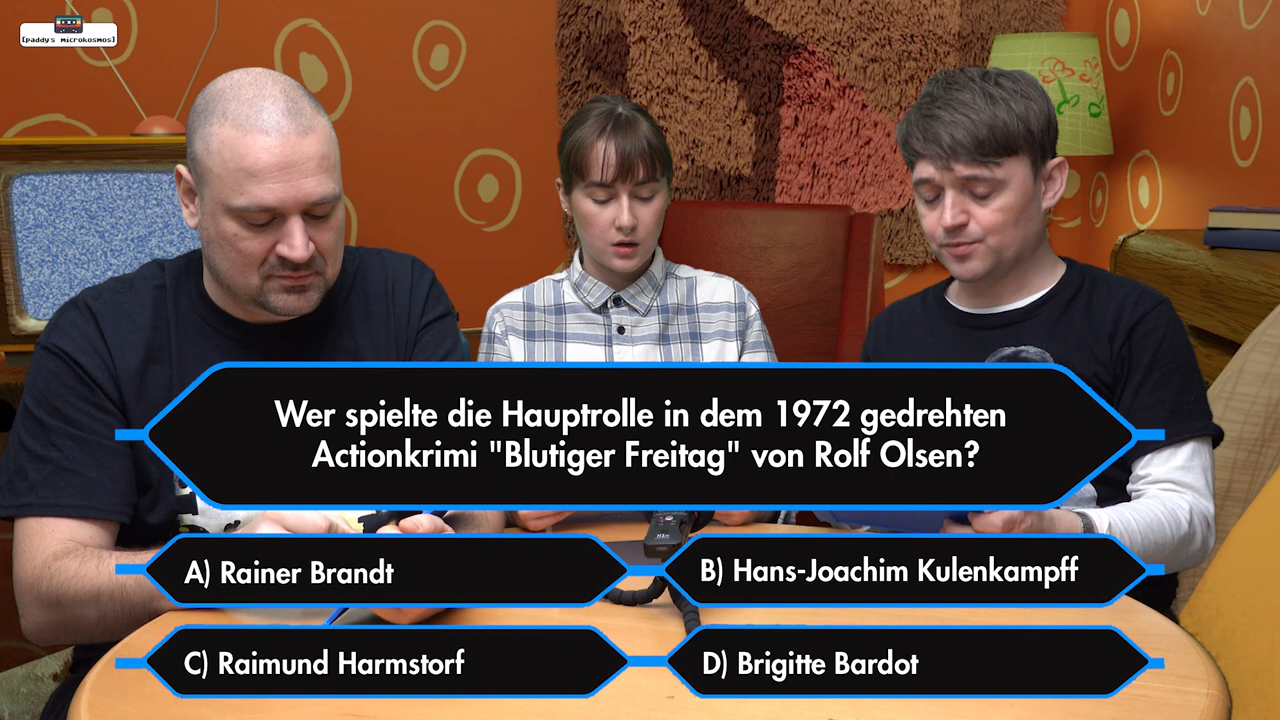 [paddy's microkosmos]
Wer spielte die Hauptrolle in dem 1972 gedrehten
Actionkrimi "Blutiger Freitag" von Rolf Olsen?
A) Rainer Brandt
B) Hans-Joachim Kulenkampff
C) Raimund Harmstorf
D) Brigitte Bardot